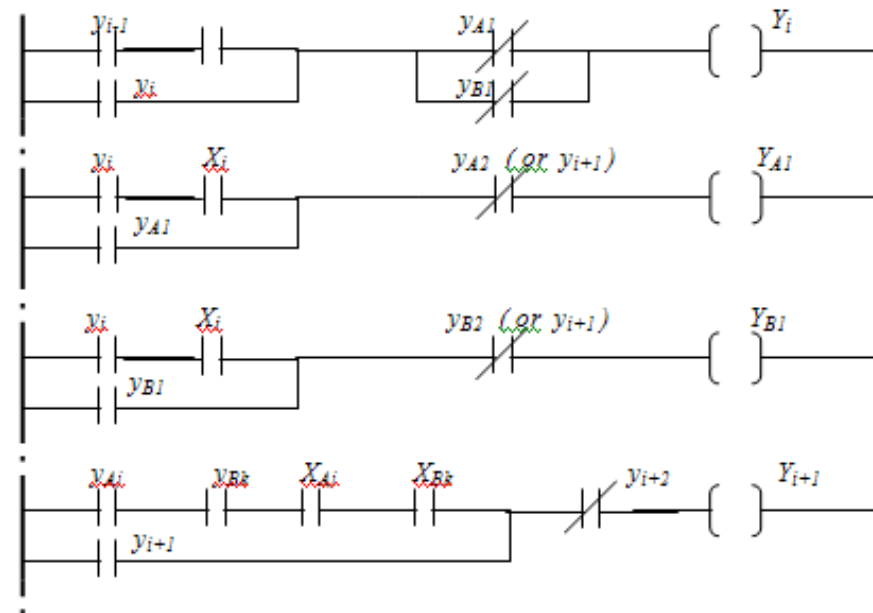 yi-1 yA1 Yi
yi yB1
yi Xi yA2 (or yi+1) YA1
yA1
yi Xi yB2 (or yi+1) YB1
yB1
yAi yBk XAi XBk yi+2 Yi+1
yi+1